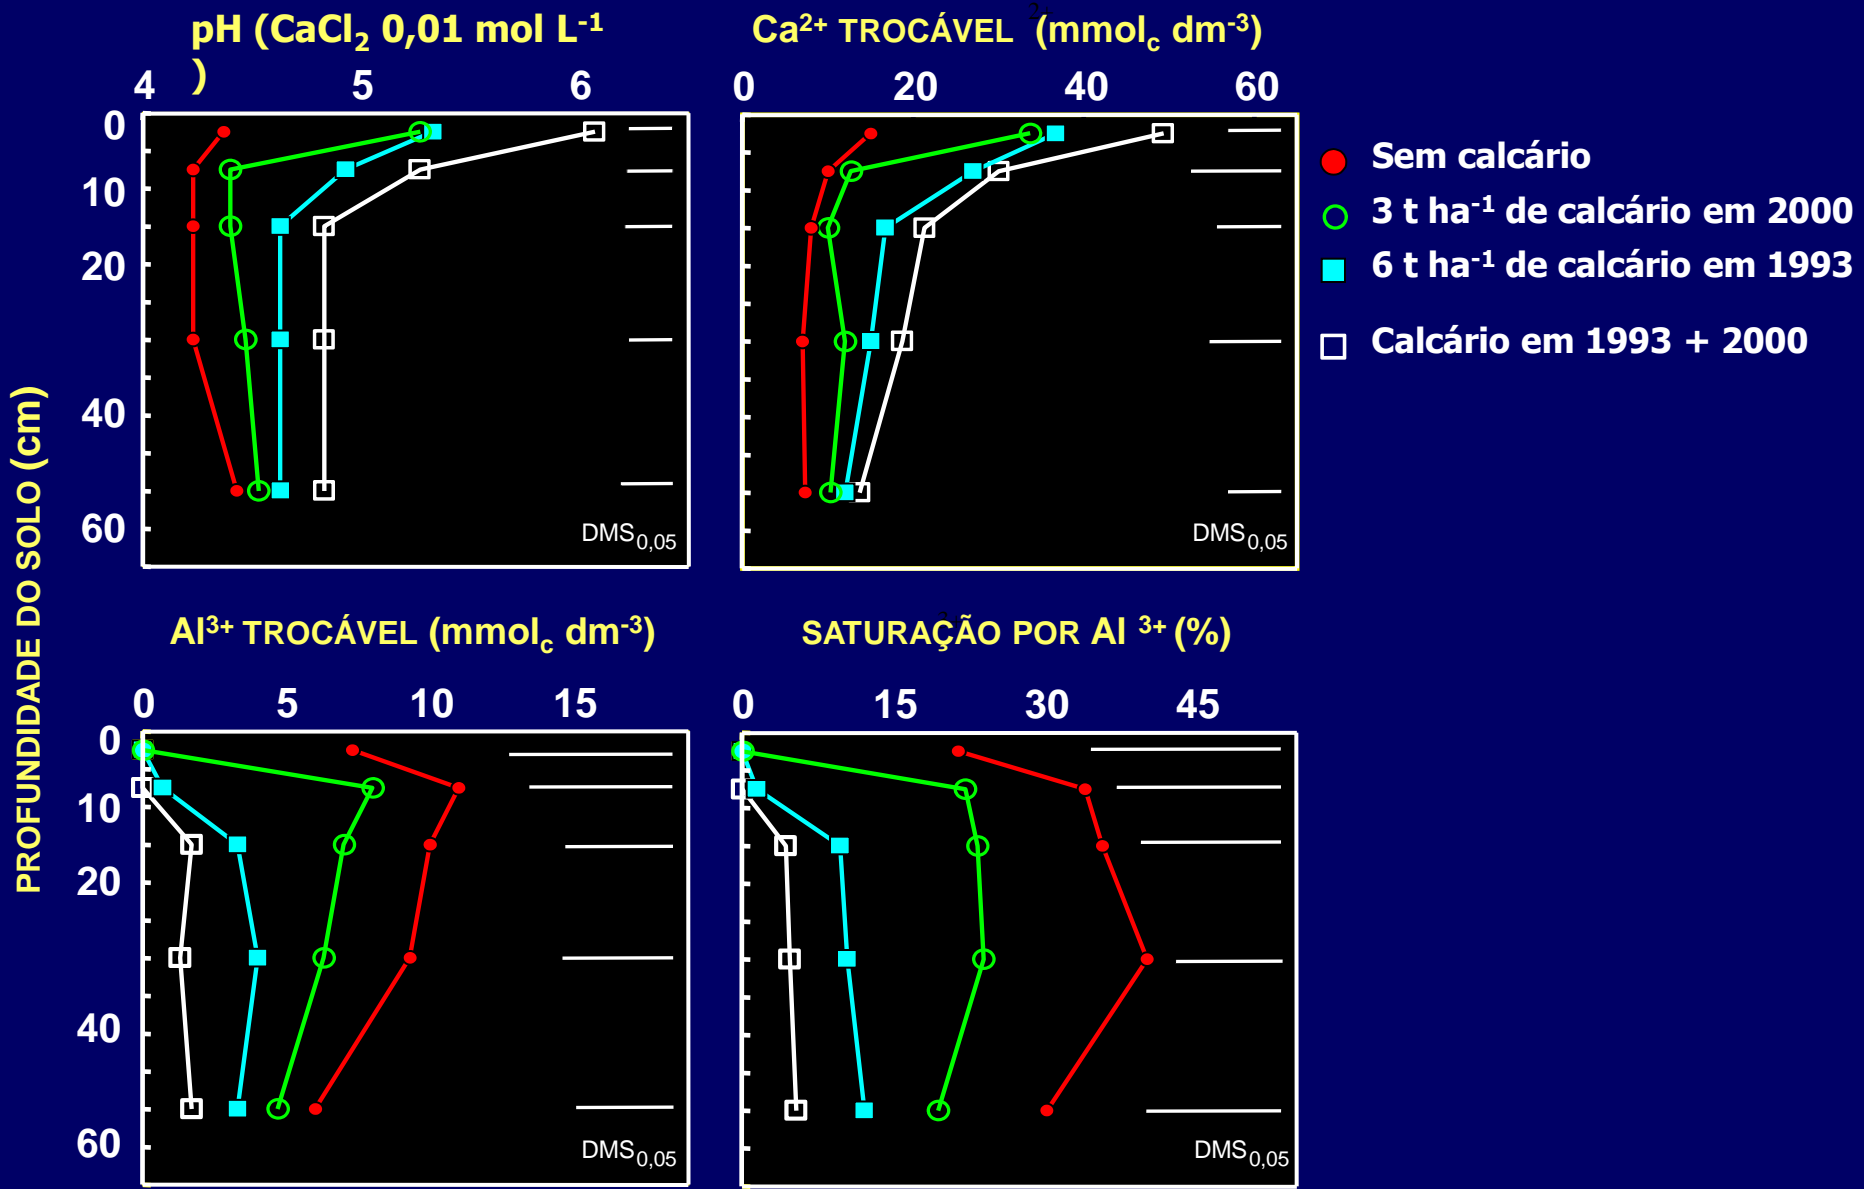 pH (CaCl2 0,01 mol L-1
)
4 5 6
0
10
20
40
60
DMS0,05
Ca2+ TROCÁVEL (mmolc dm-3)
0 20 40 60
DMS0,05
Sem calcário
3 t ha-1 de calcário em 2000
6 t ha-1 de calcário em 1993
Calcário em 1993 + 2000
PROFUNDIDADE DO SOLO (cm)
Al3+ TROCÁVEL (mmolc dm-3)
0 5 10 15
0
10
20
40
60
DMS0,05
SATURAÇÃO POR Al 3+ (%)
0 15 30 45
DMS0,05